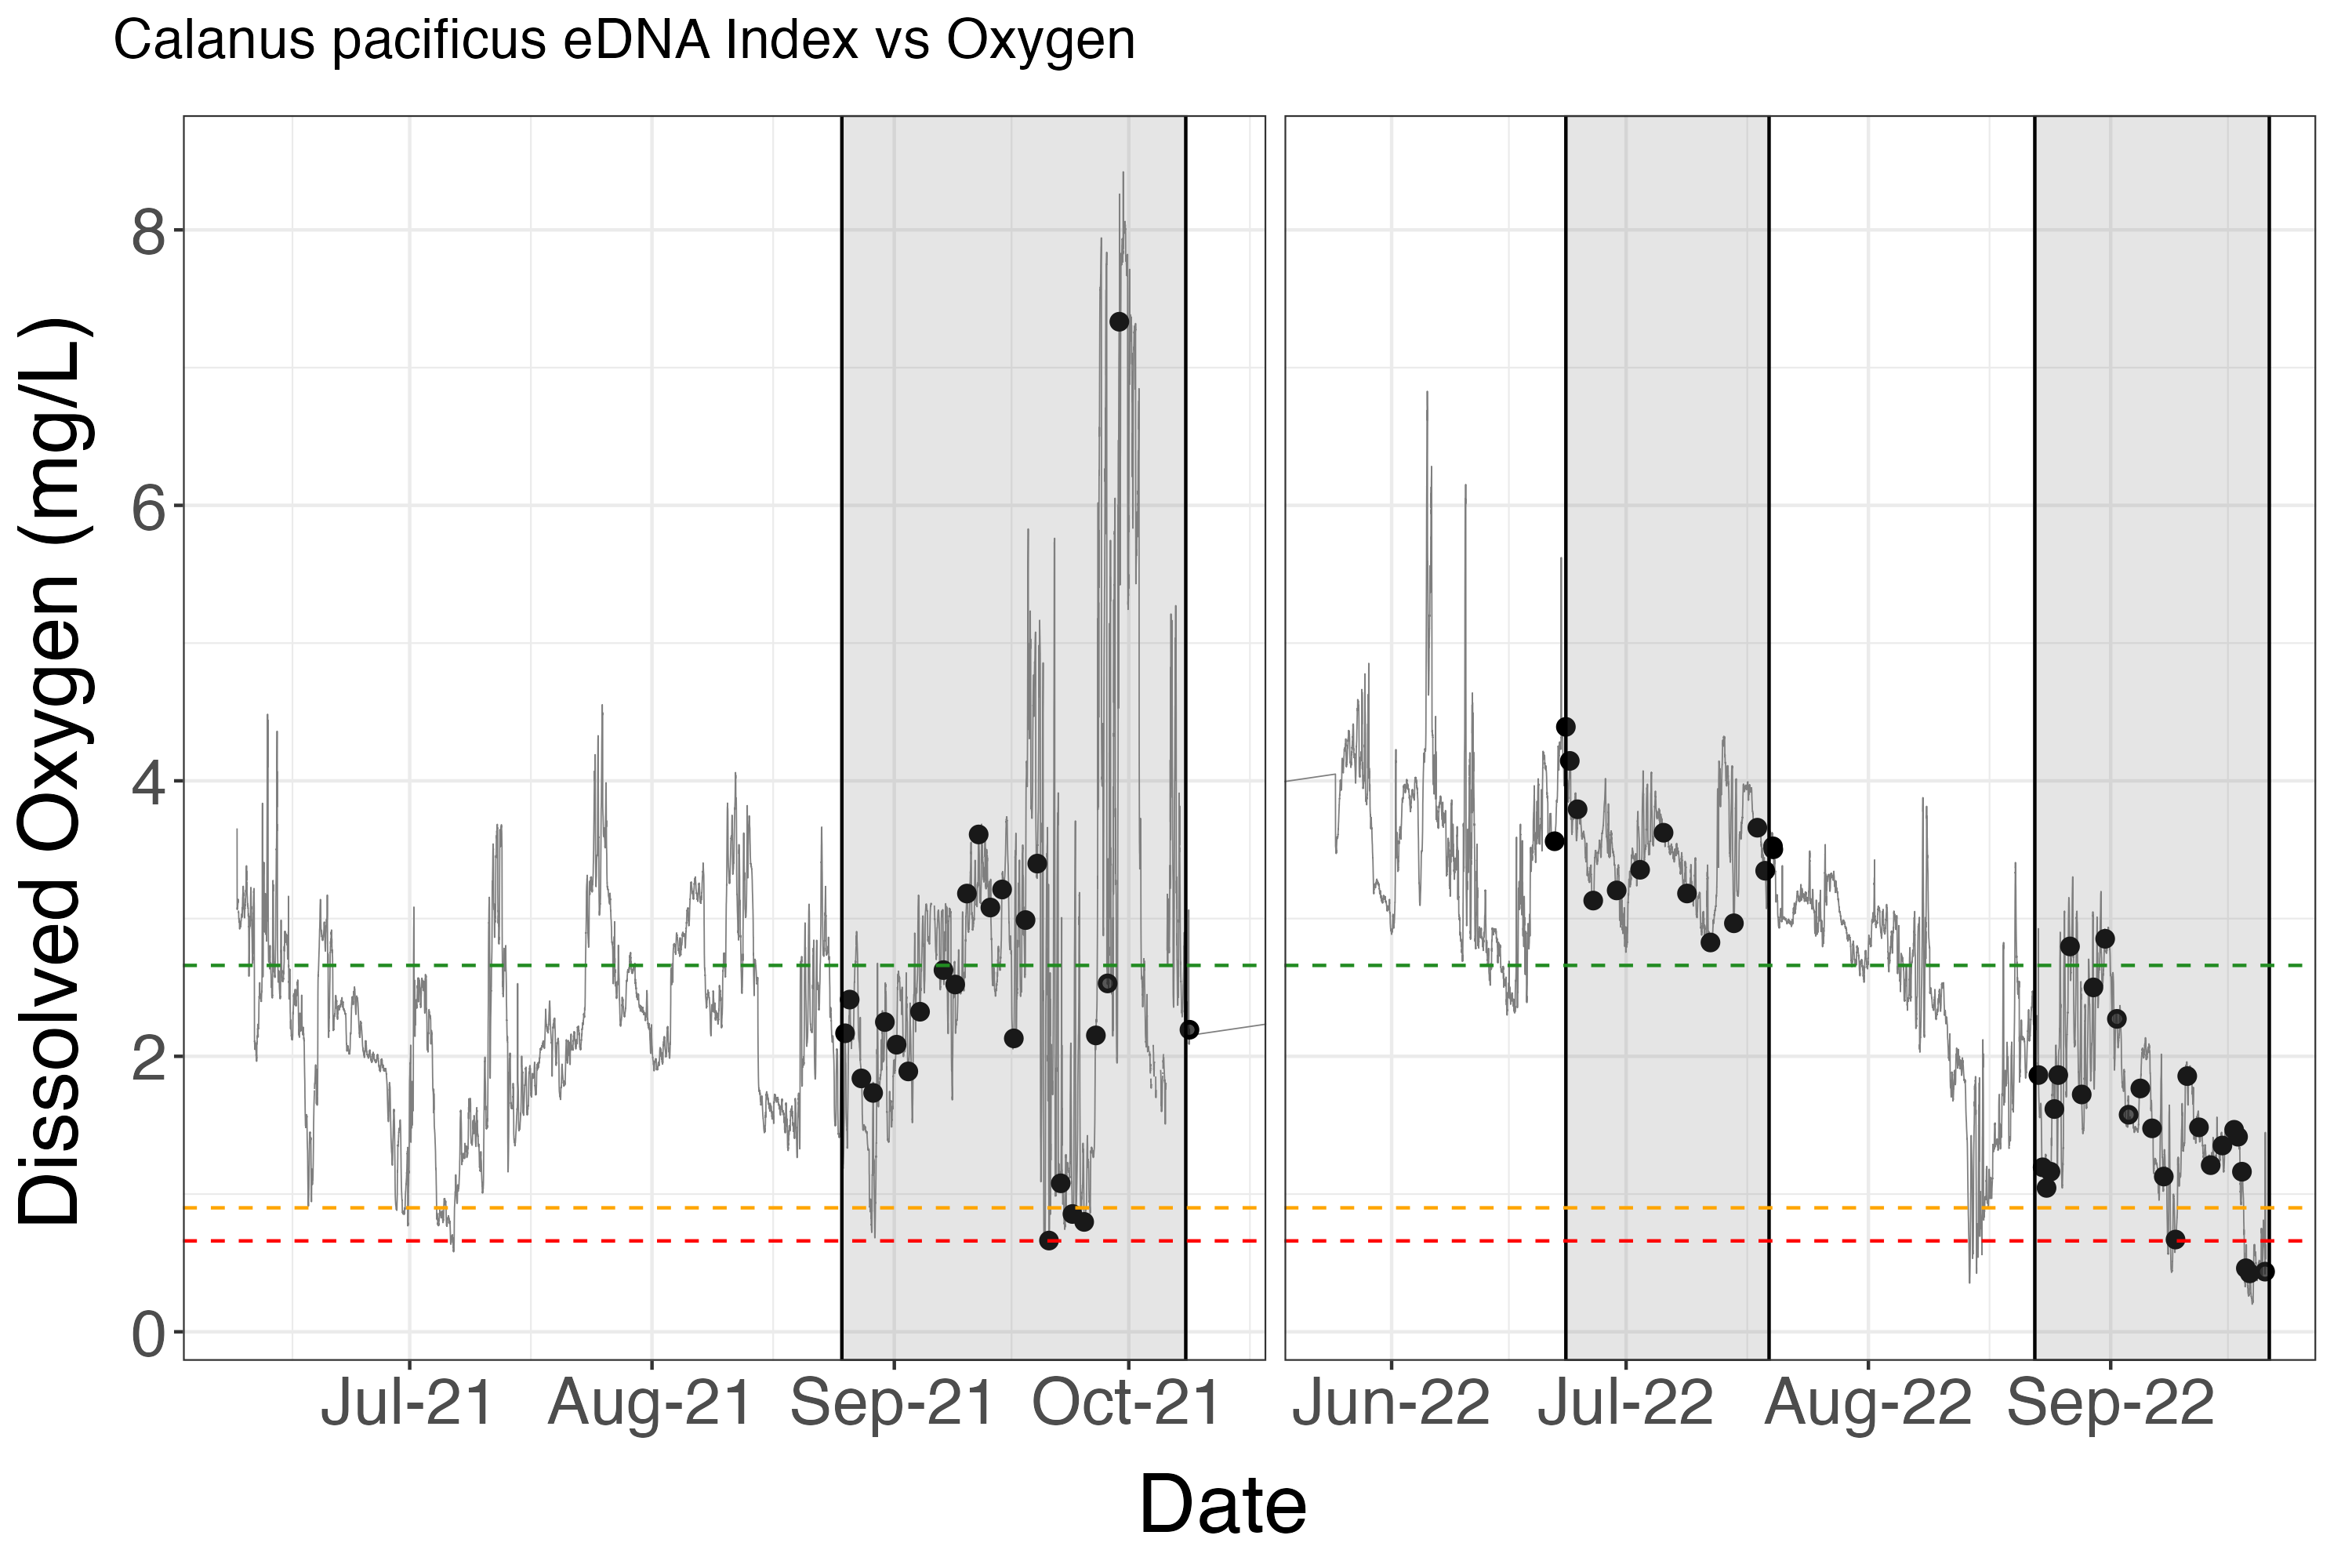 Calanus pacificus eDNA Index vs Oxygen
Dissolved Oxygen (mg/L)
8
6
4
2
0
Jul-21 Aug-21 Sep-21 Oct-21 Jun-22 Jul-22 Aug-22 Sep-22
Date